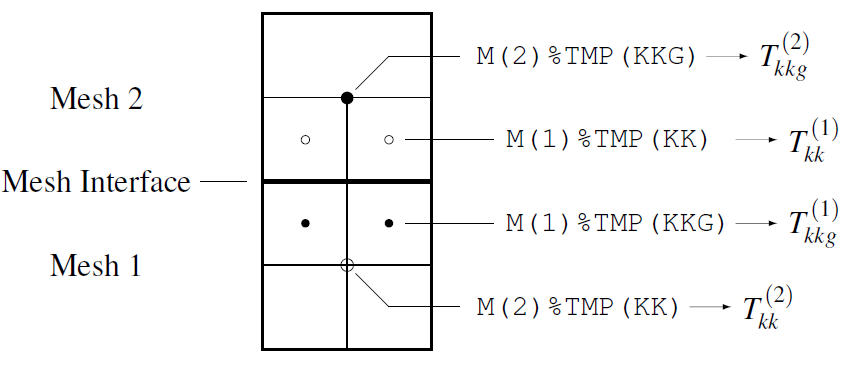 M(2)%TMP(KKG) → T_{kkg}^{(2)}
Mesh 2
M(1)%TMP(KK) → T_{kk}^{(1)}
Mesh Interface
M(1)%TMP(KKG) → T_{kkg}^{(1)}
Mesh 1
M(2)%TMP(KK) → T_{kk}^{(2)}